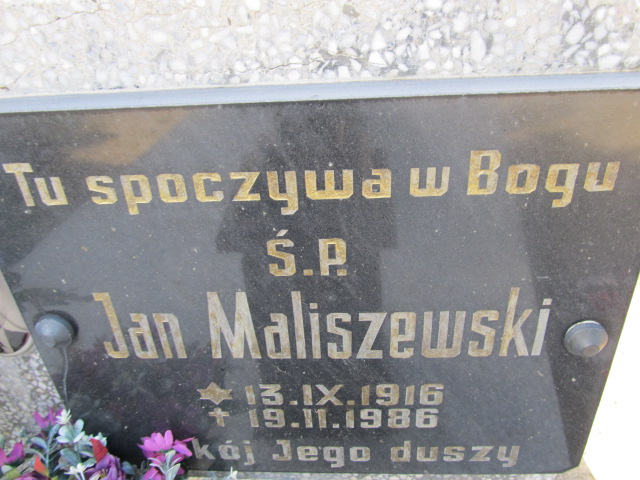 Tu spoczywa w Bogu
Ś.P.
Jan Maliszewski
13.IX.1916
✝ 19.11.1986
kój Jego duszy